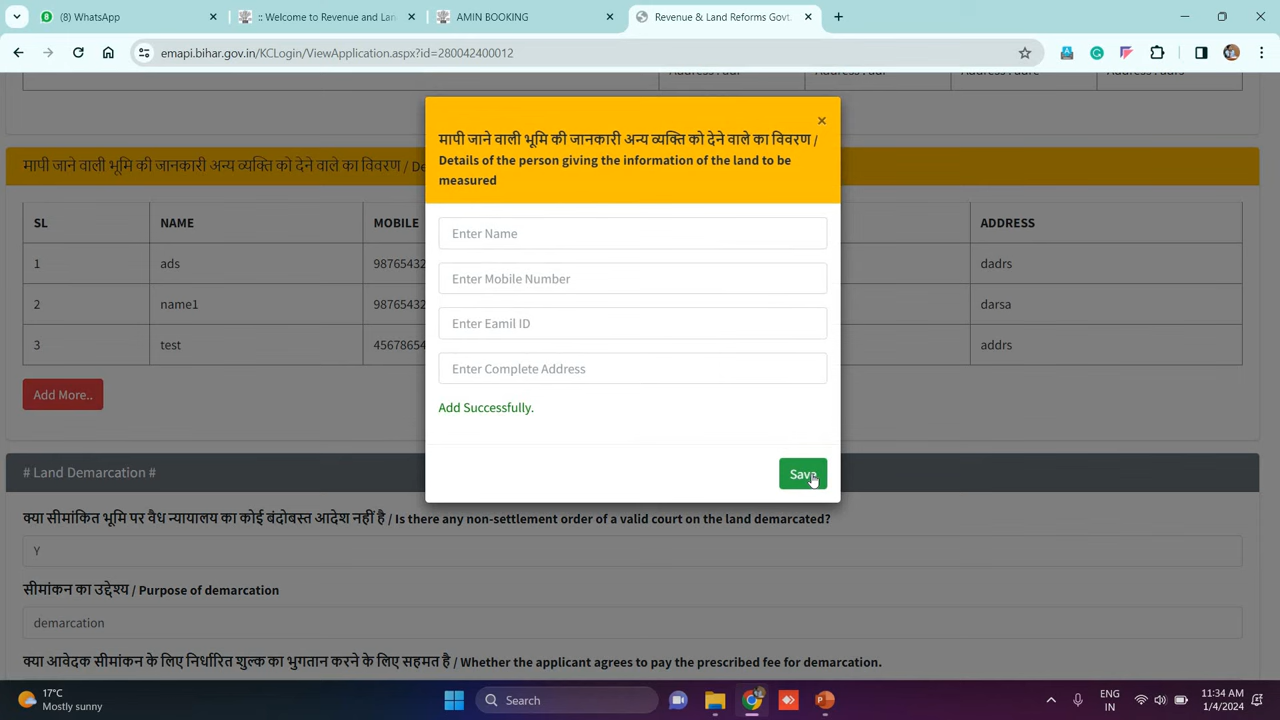 (8) WhatsApp
:: Welcome to Revenue and Lan
AMIN BOOKING
Revenue & Land Reforms Govt.
emapi.bihar.gov.in/KCLogin/ViewApplication.aspx?id=280042400012
मापी जाने वाली भूमि की जानकारी अन्य व्यक्ति को देने वाले का विवरण /
Details of the person giving the information of the land to be
measured
Enter Name
Enter Mobile Number
Enter Eamil ID
Enter Complete Address
Add Successfully.
Save
मापी जाने वाली भूमि की जानकारी अन्य व्यक्ति को देने वाले का विवरण / De
SL NAME MOBILE ADDRESS
1 ads 98765432 dadrs
2 name1 98765432 darsa
3 test 45678654 addrs
Add More..
# Land Demarcation #
क्या सीमांकित भूमि पर वैध न्यायालय का कोई बंदोबस्त आदेश नहीं है / Is there any non-settlement order of a valid court on the land demarcated?
Y
सीमांकन का उद्देश्य / Purpose of demarcation
demarcation
क्या आवेदक सीमांकन के लिए निर्धारित शुल्क का भुगतान करने के लिए सहमत है / Whether the applicant agrees to pay the prescribed fee for demarcation.
17°C
Mostly sunny
Search
ENG
IN
11:34 AM
1/4/2024